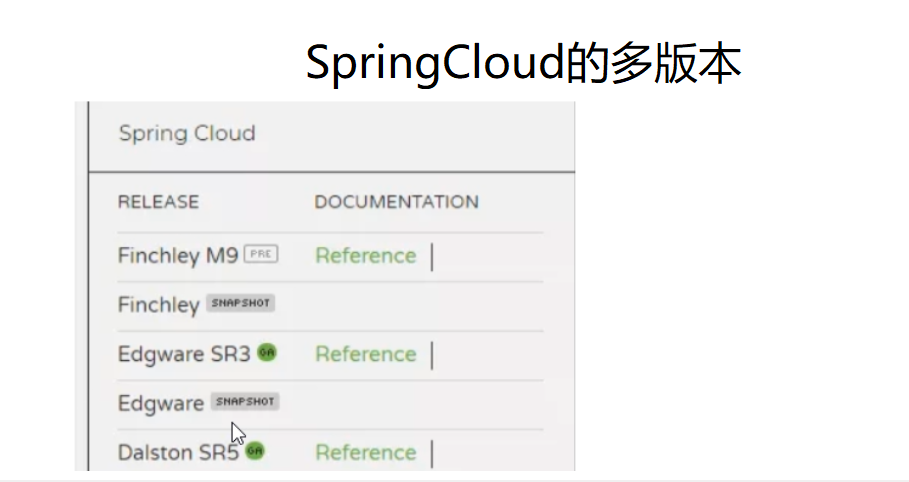 SpringCloud的多版本
Spring Cloud
RELEASE DOCUMENTATION
Finchley M9 PRE Reference
Finchley SNAPSHOT
Edgware SR3 GA Reference
Edgware SNAPSHOT
Dalston SR5 GA Reference